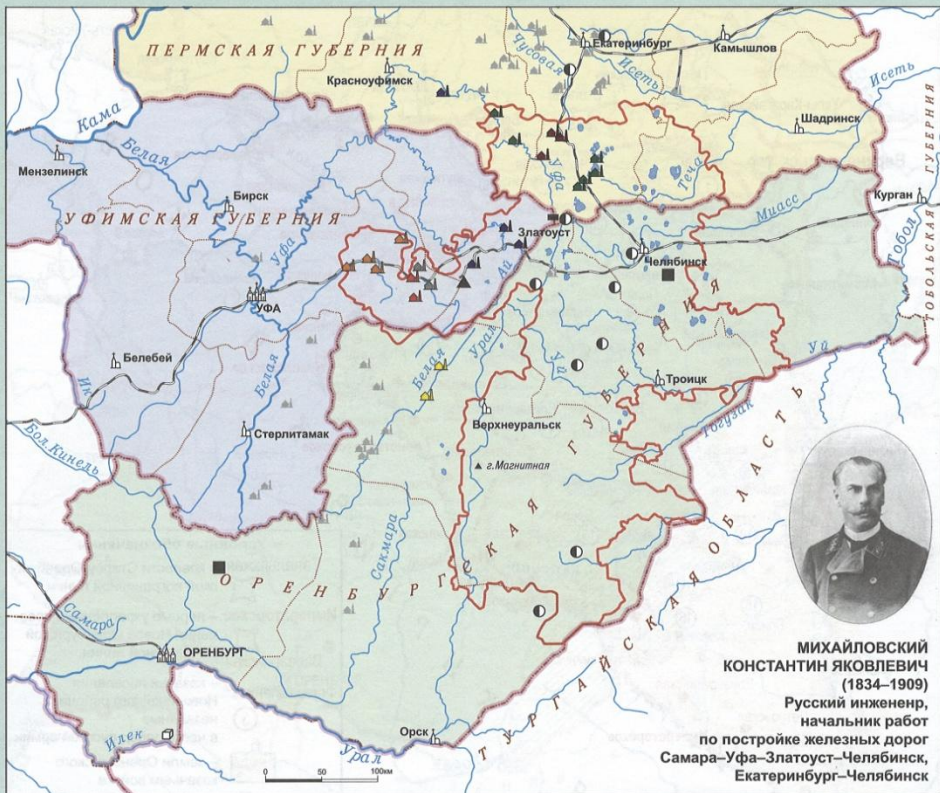 ПЕРМСКАЯ ГУБЕРНИЯ
Екатеринбург
Камышлов
Чусовая
Исеть
Исеть
Красноуфимск
Кама
Шадринск
Белая
Мензелинск
Бирск
Уфа
Теча
УФИМСКАЯ ГУБЕРНИЯ
Уфа
Миасс
Курган
Тобол
ТОБОЛЬСКАЯ ГУБЕРНИЯ
Златоуст
Челябинск
Ай
УФА
Белебей
Белая
Белая
Урал
Уй
Уй
Троицк
Ик
Стерлитамак
Верхнеуральск
Тогузак
Бол.Кинель
г.Магнитная
Сакмара
ОРЕНБУРГСКАЯ ГУБЕРНИЯ
ТУРГАЙСКАЯ ОБЛАСТЬ
Самара
ОРЕНБУРГ
Илек
Урал
Орск
0 50 100км
МИХАЙЛОВСКИЙ
КОНСТАНТИН ЯКОВЛЕВИЧ
(1834–1909)
Русский инжененр,
начальник работ
по постройке железных дорог
Самара–Уфа–Златоуст–Челябинск,
Екатеринбург–Челябинск